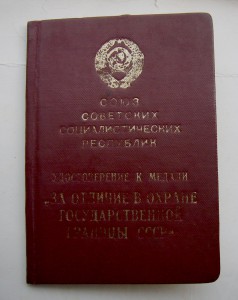 СОЮЗ
СОВЕТСКИХ
СОЦИАЛИСТИЧЕСКИХ
РЕСПУБЛИК
УДОСТОВЕРЕНИЕ К МЕДАЛИ
«ЗА ОТЛИЧИЕ В ОХРАНЕ
ГОСУДАРСТВЕННОЙ
ГРАНИЦЫ СССР»